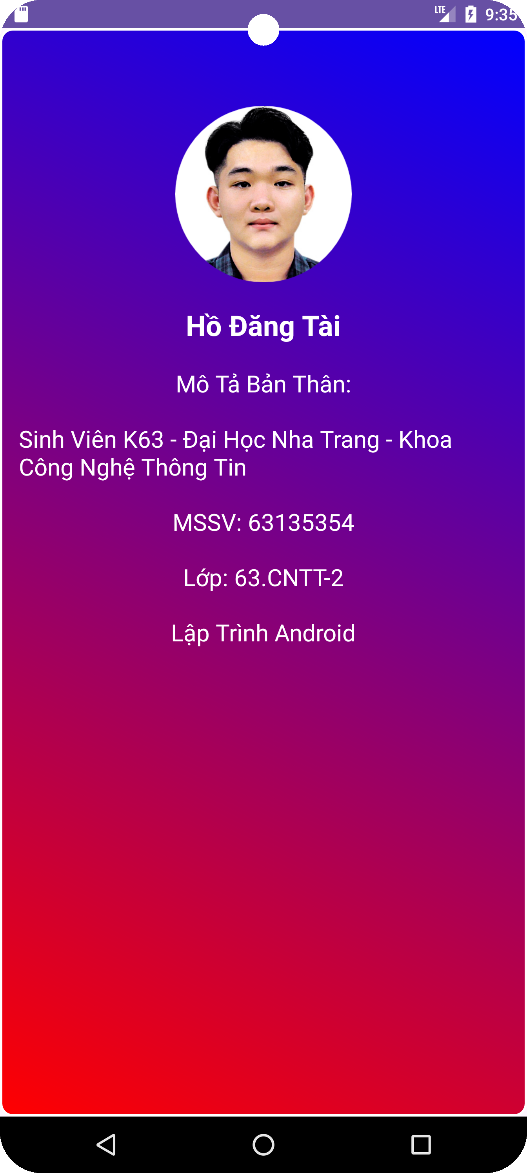 LTE 9:35
Hồ Đăng Tài
Mô Tả Bản Thân:
Sinh Viên K63 - Đại Học Nha Trang - Khoa
Công Nghệ Thông Tin
MSSV: 63135354
Lớp: 63.CNTT-2
Lập Trình Android